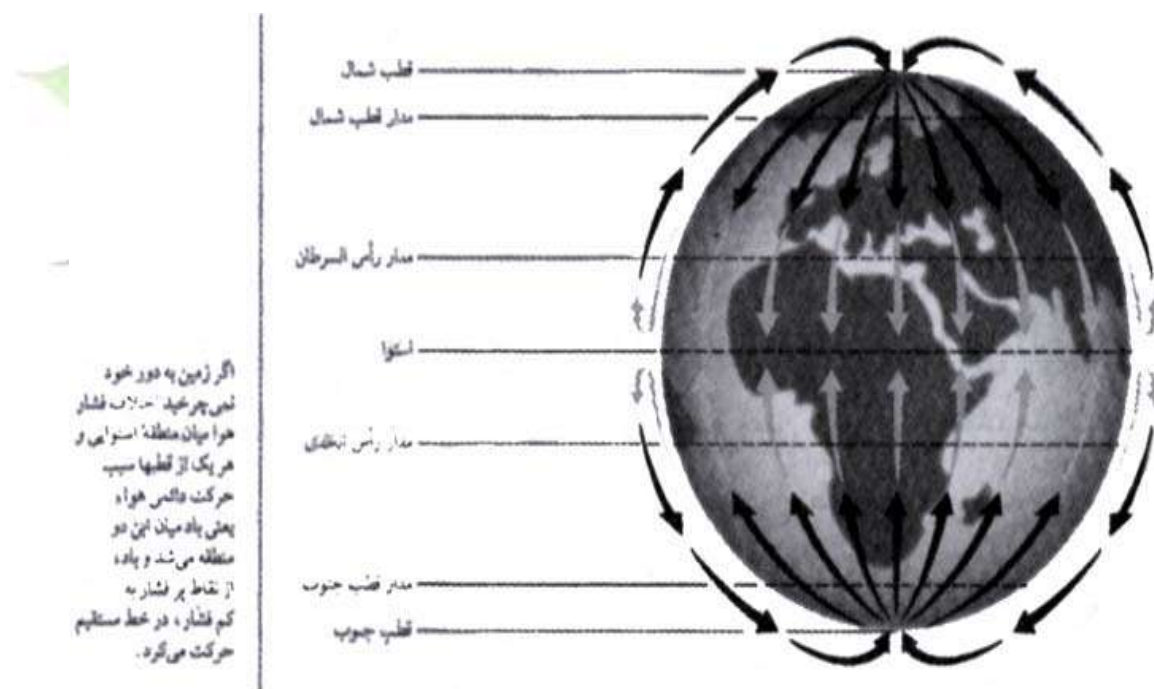 قطب شمال
مدار قطب شمال
مدار رأس السرطان
استوا
مدار رأس الجدی
مدار قطب جنوب
قطب جنوب
اگر زمین به دور خود
نمی‌چرخید اختلاف فشار
هوا میان منطقهٔ استوایی و
هر یک از قطبها سبب
حرکت دائمی هوا،
یعنی باد میان این دو
منطقه می‌شد و باد،
از نقاط پر فشار به
کم فشار، در خط مستقیم
حرکت می‌کرد.